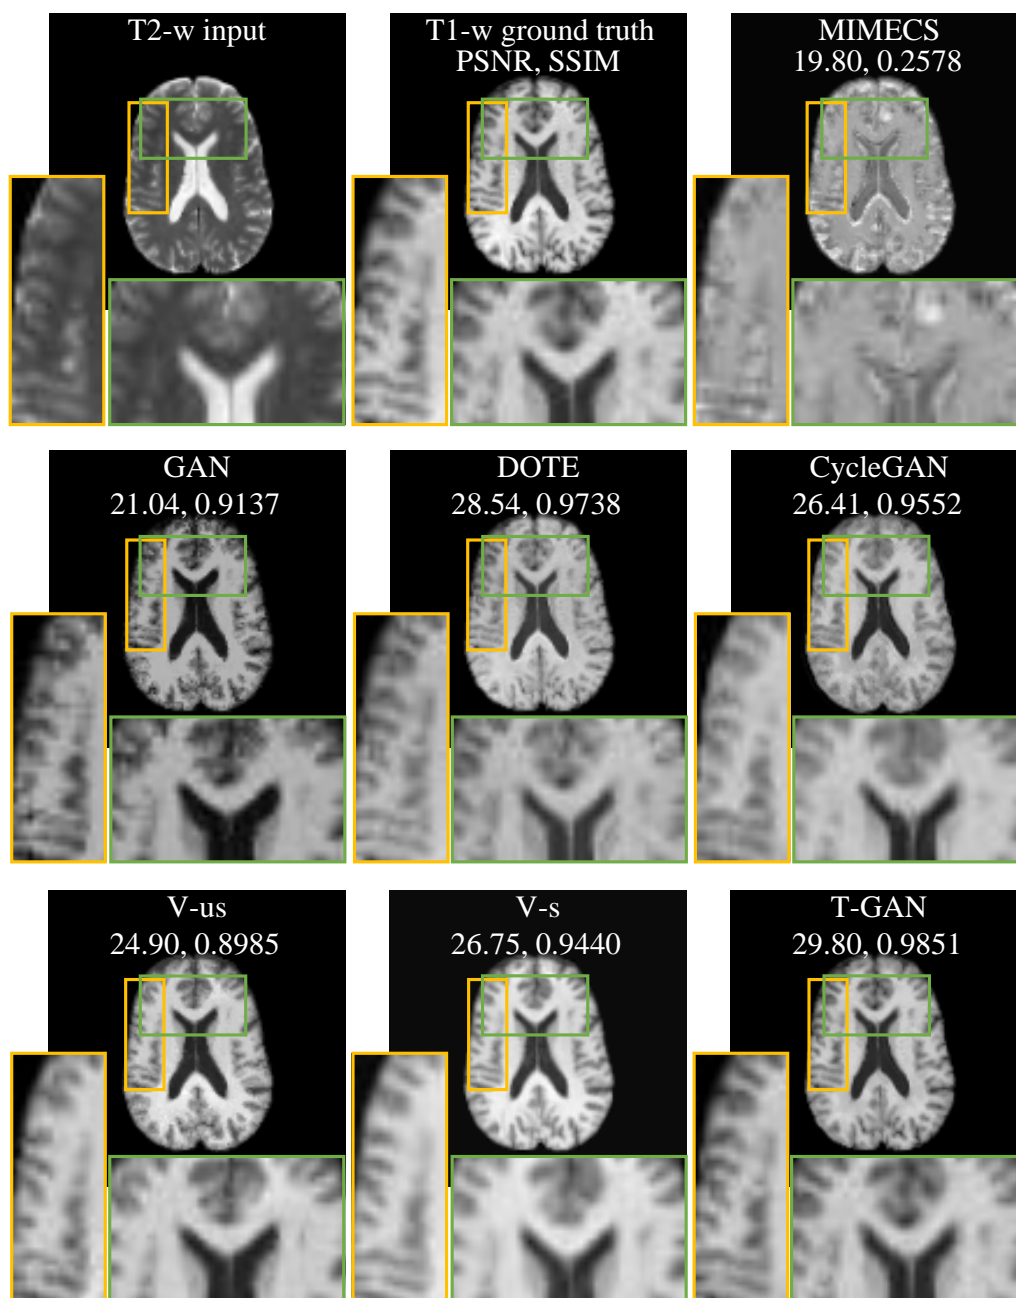 T2-w input
T1-w ground truth
PSNR, SSIM
MIMECS
19.80, 0.2578
GAN
21.04, 0.9137
DOTE
28.54, 0.9738
CycleGAN
26.41, 0.9552
V-us
24.90, 0.8985
V-s
26.75, 0.9440
T-GAN
29.80, 0.9851